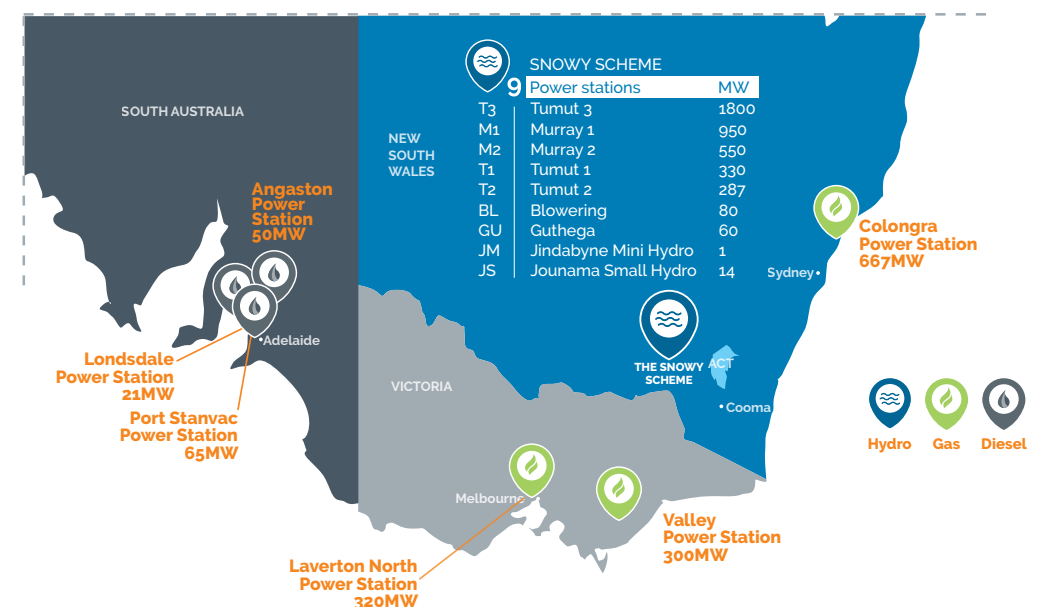 SOUTH AUSTRALIA
NEW
SOUTH
WALES
SNOWY SCHEME
9 Power stations MW
T3 Tumut 3 1800
M1 Murray 1 950
M2 Murray 2 550
T1 Tumut 1 330
T2 Tumut 2 287
BL Blowering 80
GU Guthega 60
JM Jindabyne Mini Hydro 1
JS Jounama Small Hydro 14
Angaston
Power
Station
50MW
Colongra
Power Station
667MW
Sydney
Adelaide
Londsdale
Power Station
21MW
Port Stanvac
Power Station
65MW
THE SNOWY
SCHEME
ACT
Cooma
VICTORIA
Hydro Gas Diesel
Melbourne
Valley
Power Station
300MW
Laverton North
Power Station
320MW